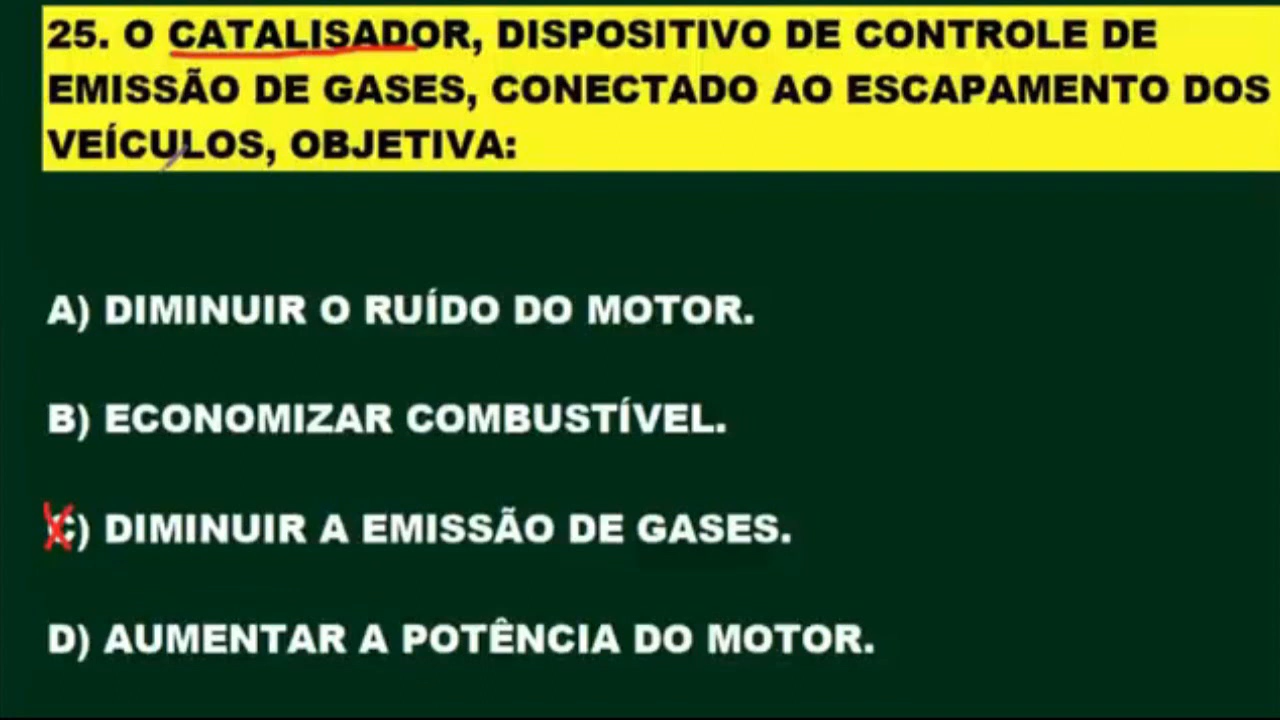 25. O CATALISADOR, DISPOSITIVO DE CONTROLE DE
EMISSÃO DE GASES, CONECTADO AO ESCAPAMENTO DOS
VEÍCULOS, OBJETIVA:
A) DIMINUIR O RUÍDO DO MOTOR.
B) ECONOMIZAR COMBUSTÍVEL.
C) DIMINUIR A EMISSÃO DE GASES.
D) AUMENTAR A POTÊNCIA DO MOTOR.